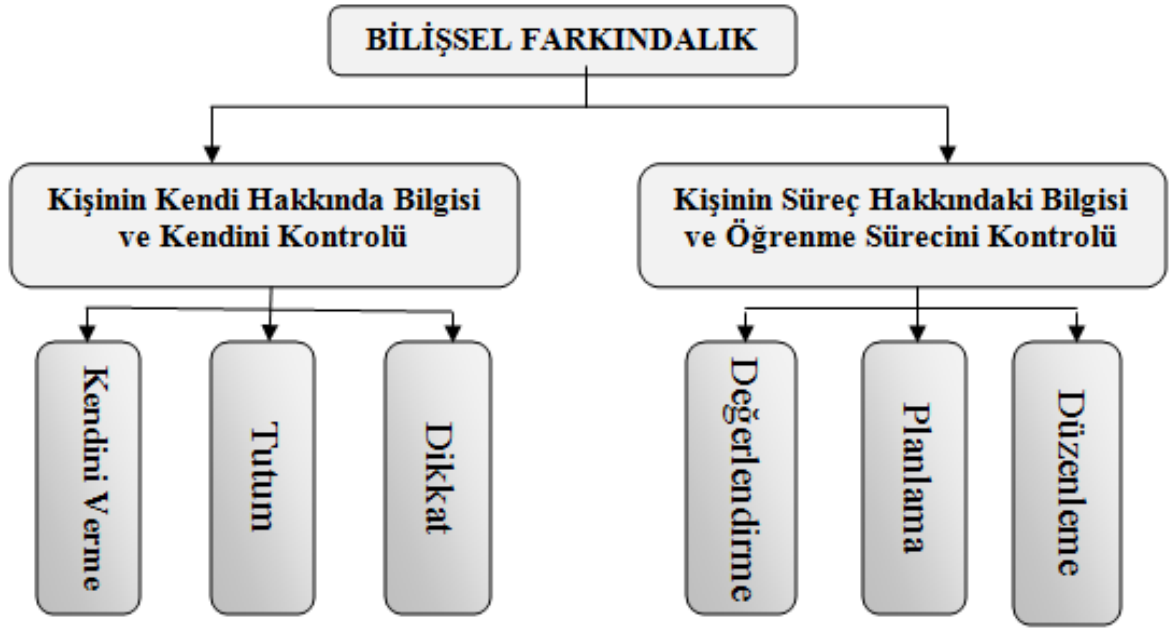 BİLİŞSEL FARKINDALIK
Kişinin Kendi Hakkında Bilgisi
ve Kendini Kontrolü
Kişinin Süreç Hakkındaki Bilgisi
ve Öğrenme Sürecini Kontrolü
Kendini Verme
Tutum
Dikkat
Değerlendirme
Planlama
Düzenleme